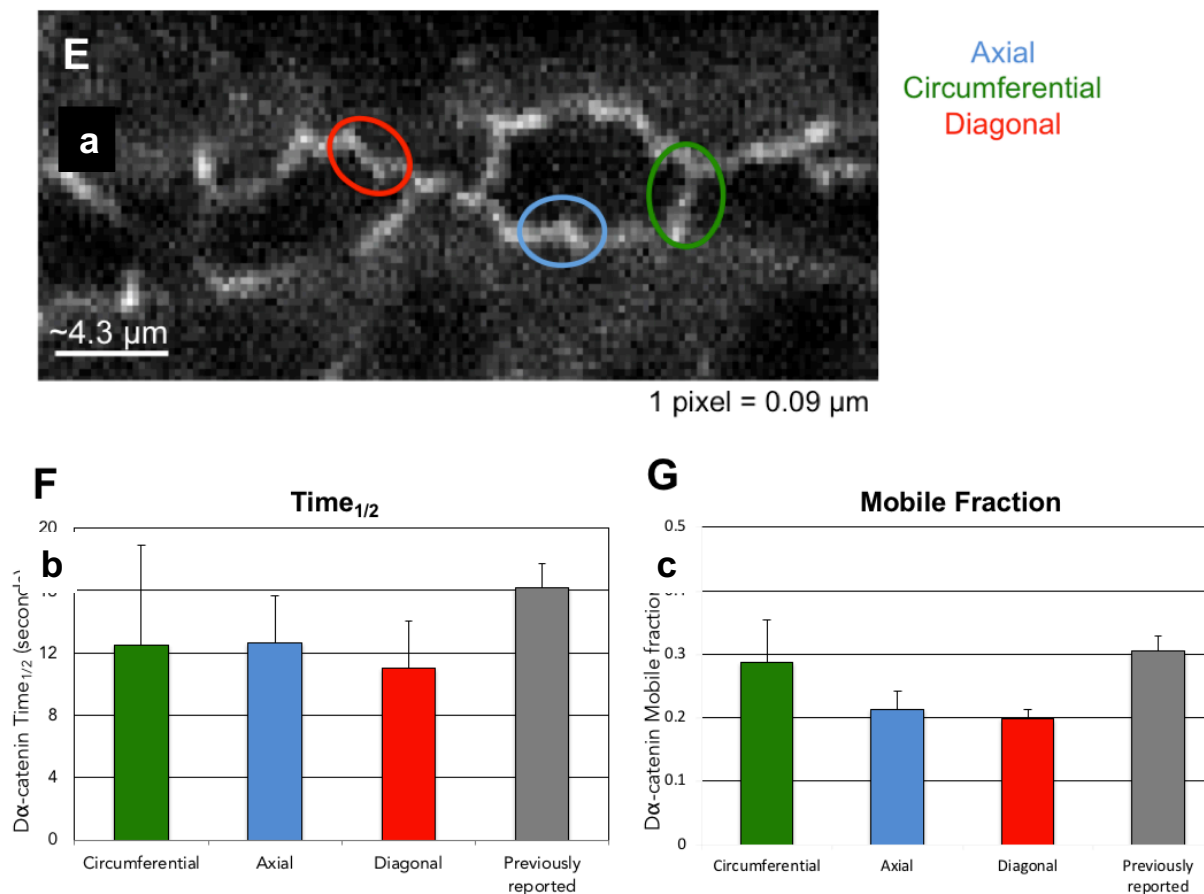 E
a
~4.3 µm
1 pixel = 0.09 µm
Axial
Circumferential
Diagonal
F
b
Time1/2
Dα-catenin Time1/2
20
12
8
4
0
Circumferential
Axial
Diagonal
Previously
reported
G
c
Mobile Fraction
Dα-catenin Mobile fraction
0.5
0.3
0.2
0.1
0
Circumferential
Axial
Diagonal
Previously
reported